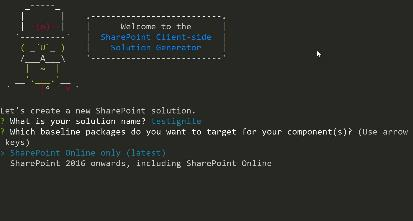 Welcome to the
SharePoint Client-side
Solution Generator
Let's create a new SharePoint solution.
? What is your solution name? testignite
? Which baseline packages do you want to target for your component(s)? (Use arrow
keys)
> SharePoint Online only (latest)
SharePoint 2016 onwards, including SharePoint Online